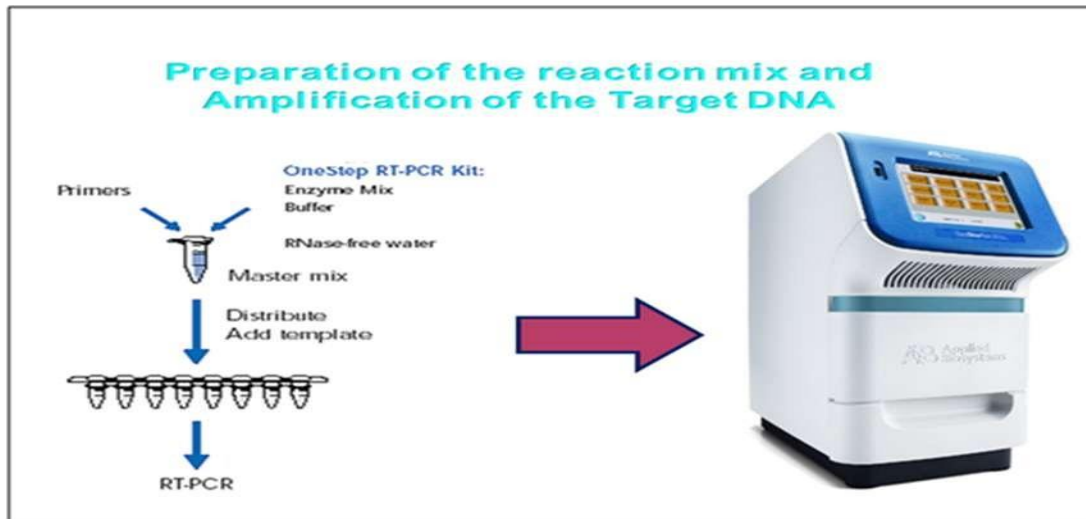 Preparation of the reaction mix and
Amplification of the Target DNA
OneStep RT-PCR Kit:
Primers
Enzyme Mix
Buffer
RNase-free water
Master mix
Distribute
Add template
RT-PCR
Applied
Biosystems